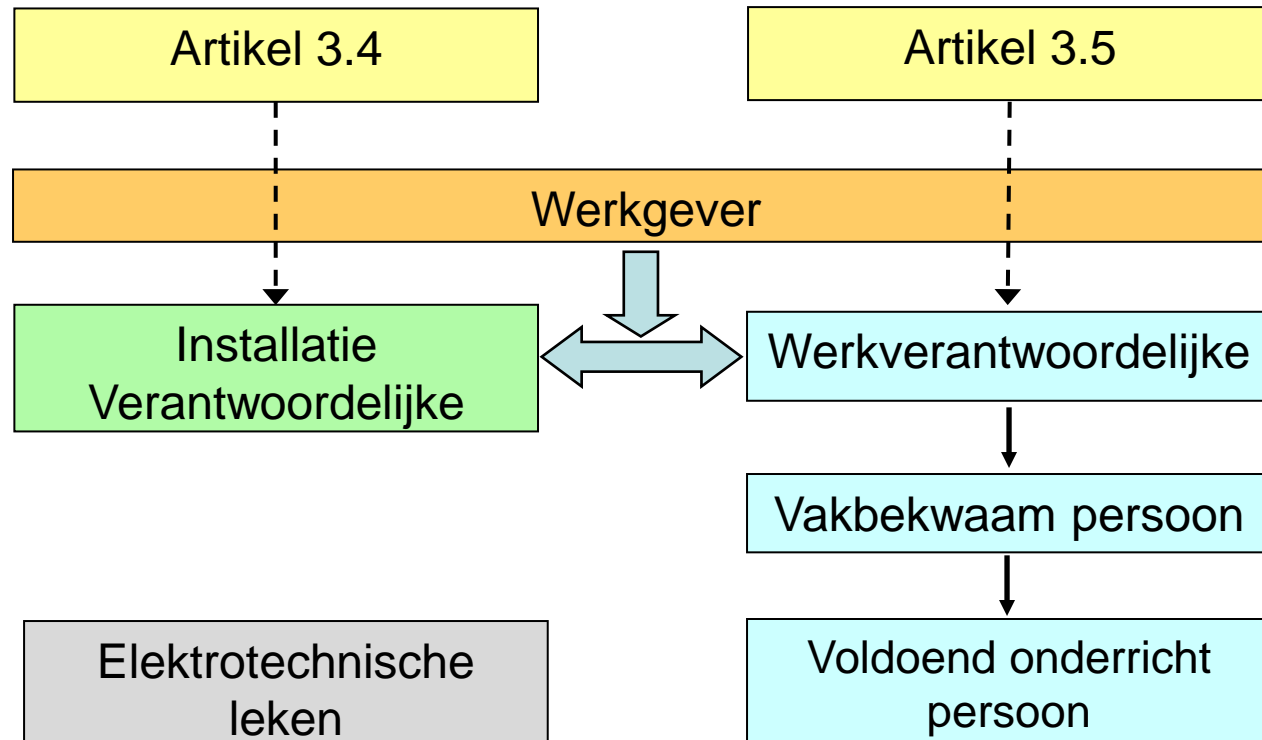 Artikel 3.4
Artikel 3.5
Werkgever
Installatie
Verantwoordelijke
Werkverantwoordelijke
Vakbekwaam persoon
Elektrotechnische
leken
Voldoend onderricht
persoon